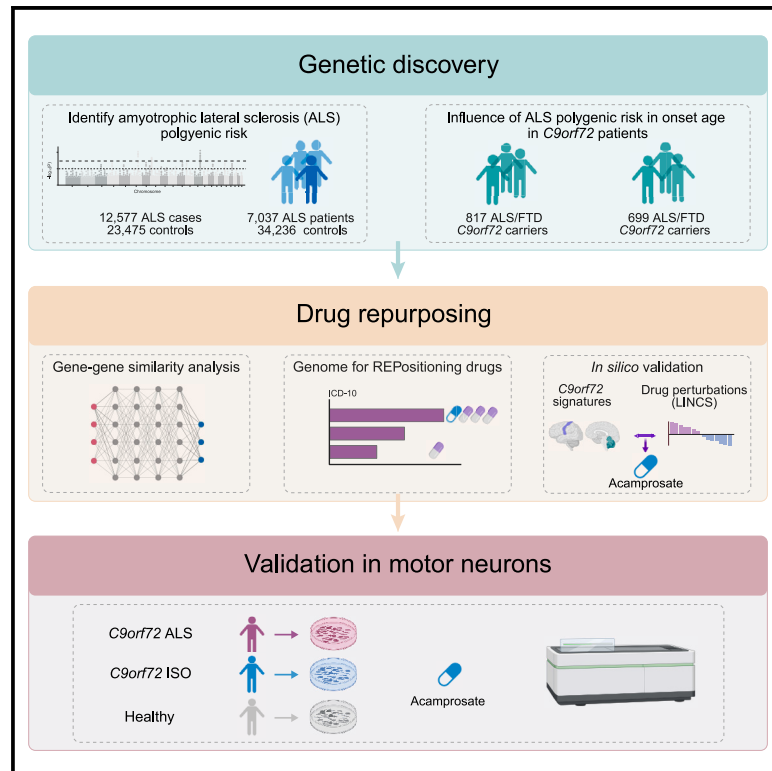 Genetic discovery
Identify amyotrophic lateral sclerosis (ALS)
polgyenic risk
-log₁₀(P)
Chromosome
12,577 ALS cases
23,475 controls
7,037 ALS patients
34,236 controls
Influence of ALS polygenic risk in onset age
in C9orf72 patients
817 ALS/FTD
C9orf72 carriers
699 ALS/FTD
C9orf72 carriers
Drug repurposing
Gene-gene similarity analysis
Genome for REPositioning drugs
ICD-10
In silico validation
C9orf72
signatures
Drug perturbations
(LINCS)
Acamprosate
Validation in motor neurons
C9orf72 ALS
C9orf72 ISO
Healthy
Acamprosate